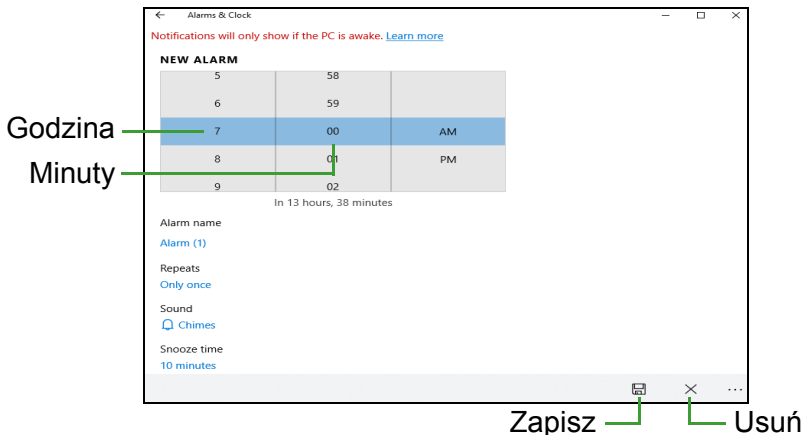 Alarms & Clock
Notifications will only show if the PC is awake. Learn more
NEW ALARM
5 58
6 59
Godzina 7 00 AM
8 01 PM
Minuty
9 02
In 13 hours, 38 minutes
Alarm name
Alarm (1)
Repeats
Only once
Sound
Chimes
Snooze time
10 minutes
Zapisz Usuń